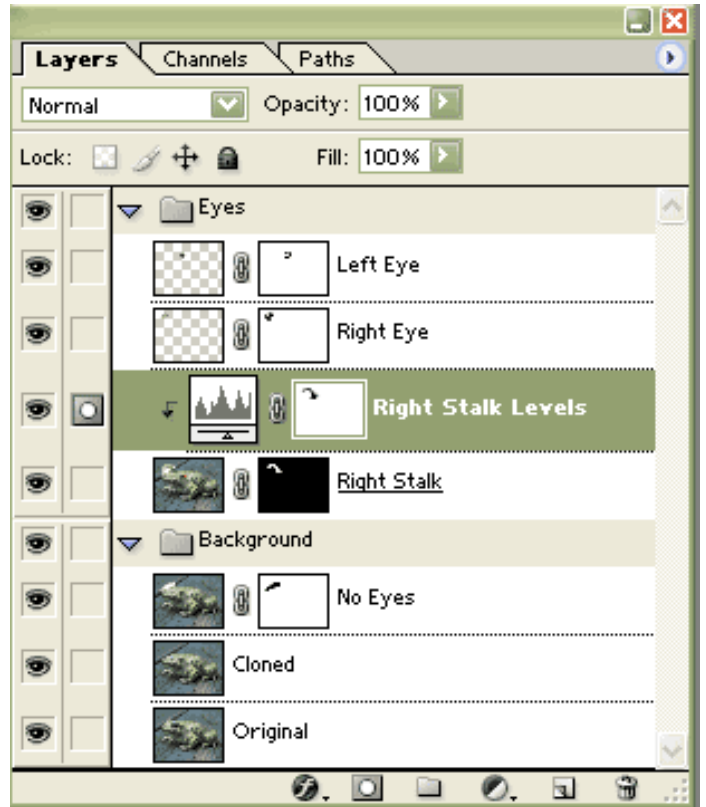 Layers Channels Paths
Normal Opacity: 100%
Lock: Fill: 100%
Eyes
Left Eye
Right Eye
Right Stalk Levels
Right Stalk
Background
No Eyes
Cloned
Original